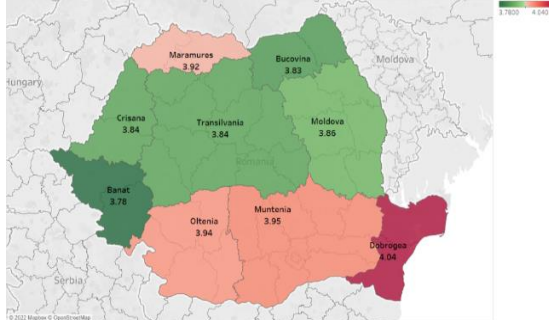 3.7800 4.040
Maramures
3.92
Bucovina
3.83
Moldova
Hungary
Crisana
3.84
Transilvania
3.84
Moldova
3.86
Romania
Banat
3.78
Oltenia
3.94
Muntenia
3.95
Dobrogea
4.04
Serbia
© 2022 Mapbox © OpenStreetMap